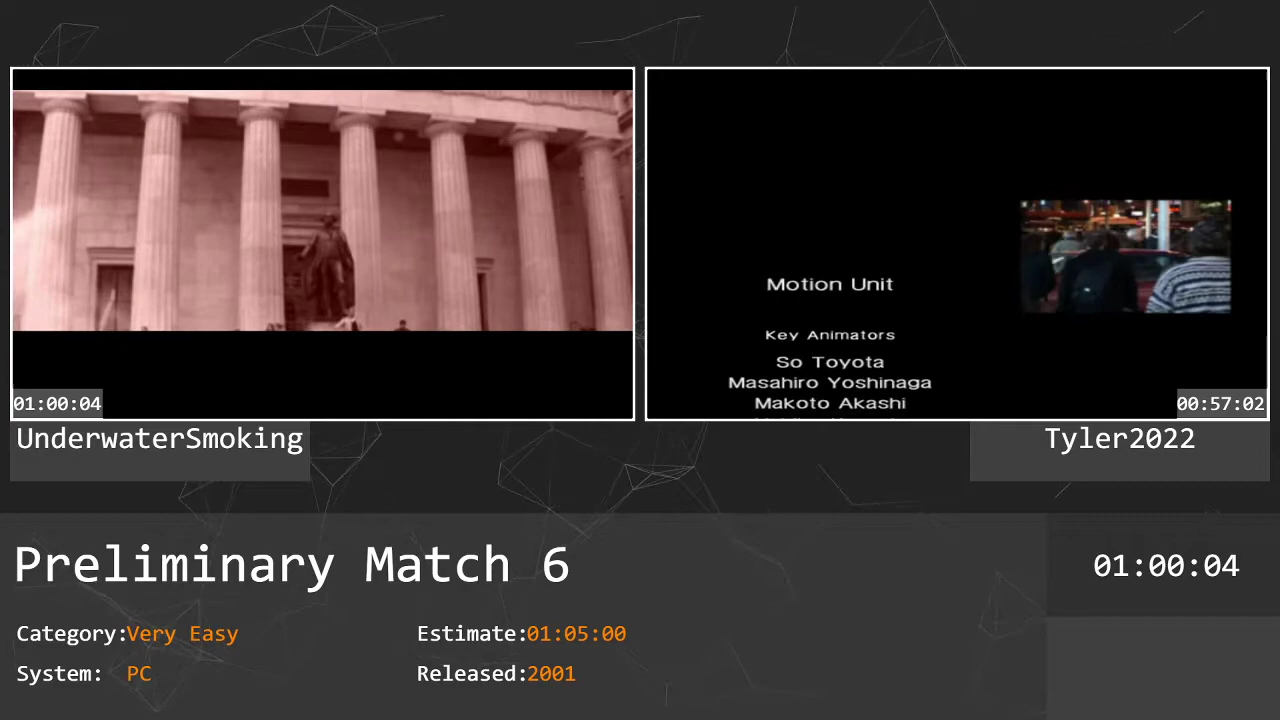 Motion Unit
Key Animators
So Toyota
Masahiro Yoshinaga
Makoto Akashi
01:00:04
00:57:02
UnderwaterSmoking
Tyler2022
Preliminary Match 6
01:00:04
Category:Very Easy
Estimate:01:05:00
System: PC
Released:2001